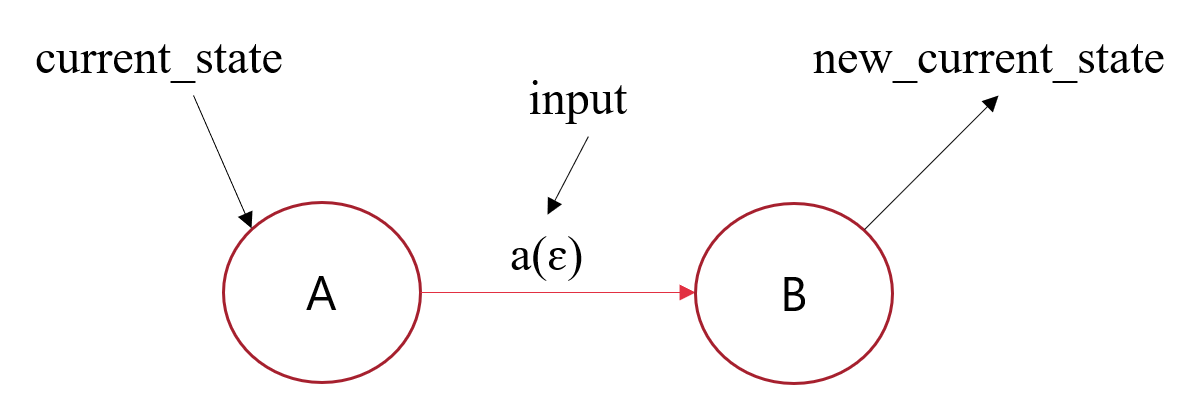 current_state
new_current_state
input
a(ε)
A
B